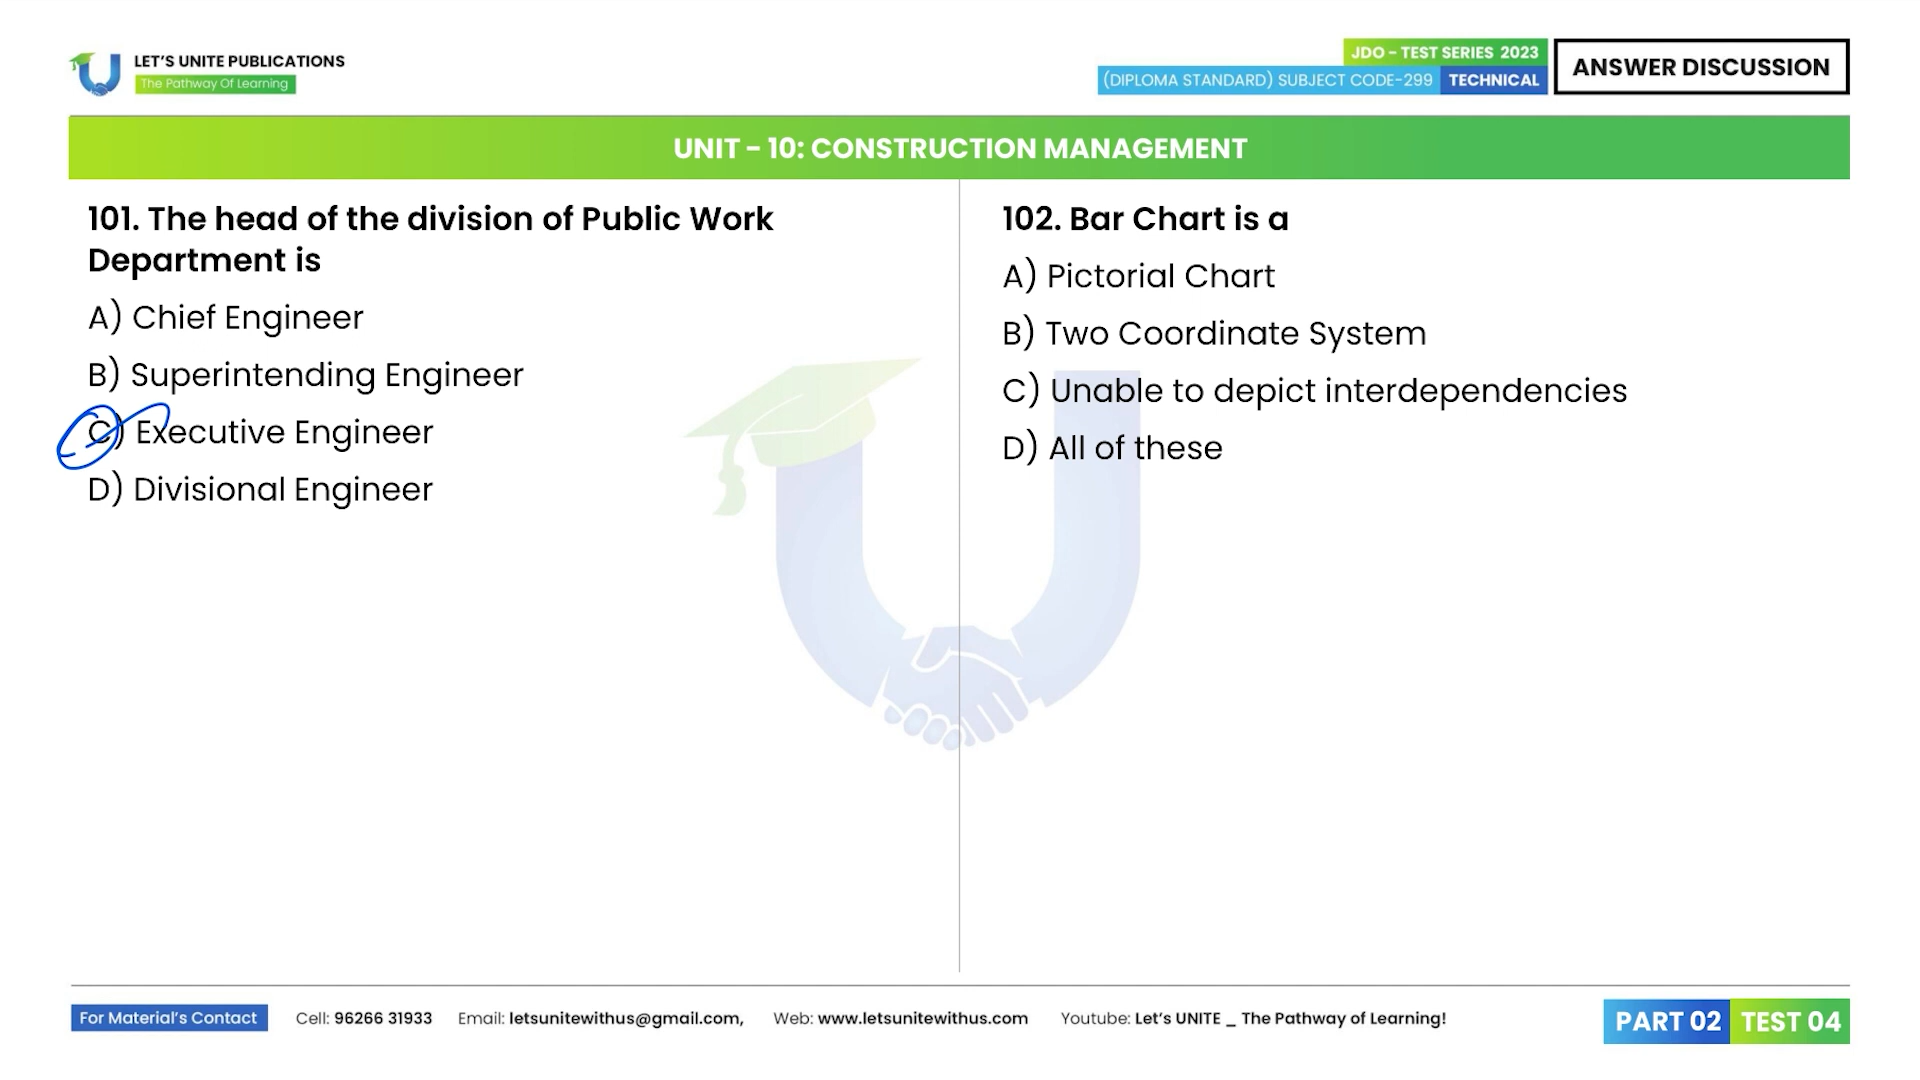 LET'S UNITE PUBLICATIONS
The Pathway Of Learning
JDO - TEST SERIES 2023
(DIPLOMA STANDARD) SUBJECT CODE-299 TECHNICAL
ANSWER DISCUSSION
UNIT - 10: CONSTRUCTION MANAGEMENT
101. The head of the division of Public Work
Department is
A) Chief Engineer
B) Superintending Engineer
C) Executive Engineer
D) Divisional Engineer
102. Bar Chart is a
A) Pictorial Chart
B) Two Coordinate System
C) Unable to depict interdependencies
D) All of these
For Material's Contact Cell: 96266 31933 Email: letsunitewithus@gmail.com, Web: www.letsunitewithus.com Youtube: Let's UNITE _ The Pathway of Learning!
PART 02 TEST 04